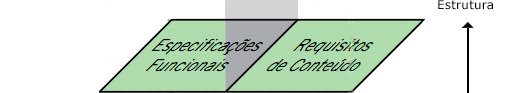 Estrutura
Especificações
Funcionais
Requisitos
de Conteúdo